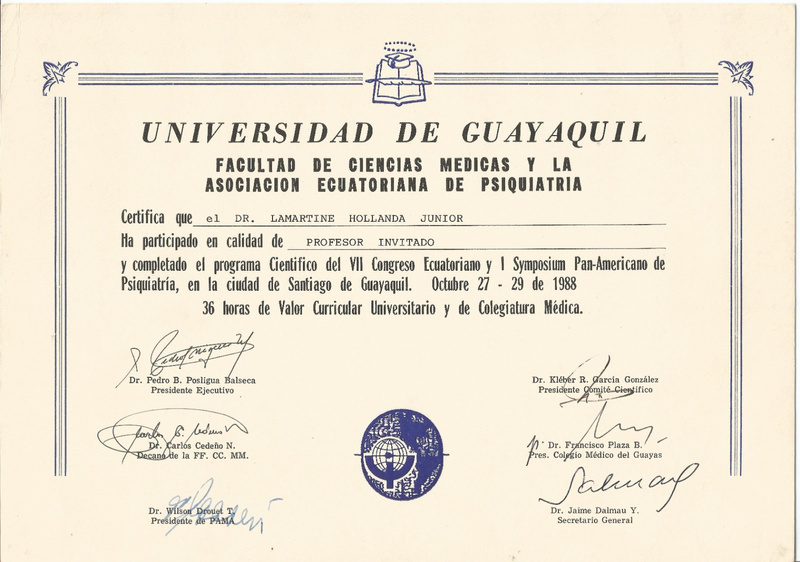 UNIVERSIDAD DE GUAYAQUIL
FACULTAD DE CIENCIAS MEDICAS Y LA
ASOCIACION ECUATORIANA DE PSIQUIATRIA
Certifica que el DR. LAMARTINE HOLLANDA JUNIOR
Ha participado en calidad de PROFESOR INVITADO
y completado el programa Cientifico del VII Congreso Ecuatoriano y I Symposium Pan-Americano de
Psiquiatría, en la ciudad de Santiago de Guayaquil. Octubre 27 - 29 de 1988
36 horas de Valor Curricular Universitario y de Colegiatura Médica.
Dr. Pedro B. Posligua Balseca
Presidente Ejecutivo
Dr. Kléber R. García González
Presidente Comité Científico
Dr. Carlos Cedeño N.
Decano de la FF. CC. MM.
Dr. Francisco Plaza B.
Pres. Colegio Médico del Guayas
Dr. Wilson Drouet T.
Presidente de PAMA
Salmau
Dr. Jaime Dalmau Y.
Secretario General